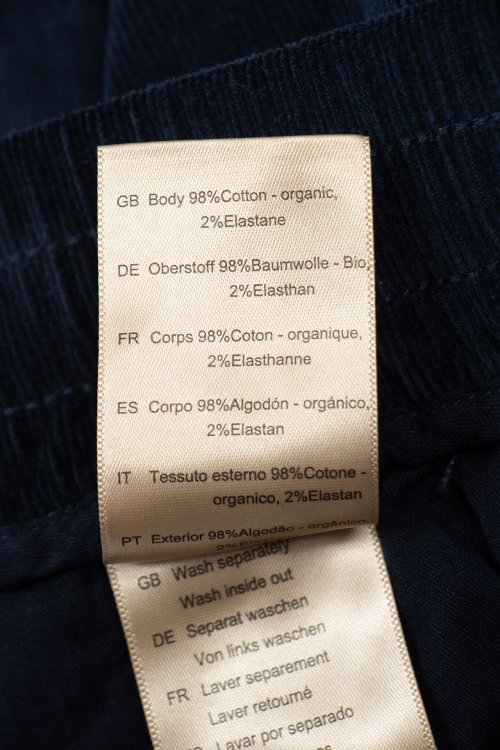 GB Body 98%Cotton - organic,
2%Elastane
DE Oberstoff 98%Baumwolle - Bio,
2%Elasthan
FR Corps 98%Coton - organique,
2%Elasthanne
ES Corpo 98%Algodón - orgánico,
2%Elastan
IT Tessuto esterno 98%Cotone -
organico, 2%Elastan
PT Exterior 98%Algodão - orgânico
GB Wash separately
Wash inside out
DE Separat waschen
Von links waschen
FR Laver separement
Laver retourné
Lavar por separado